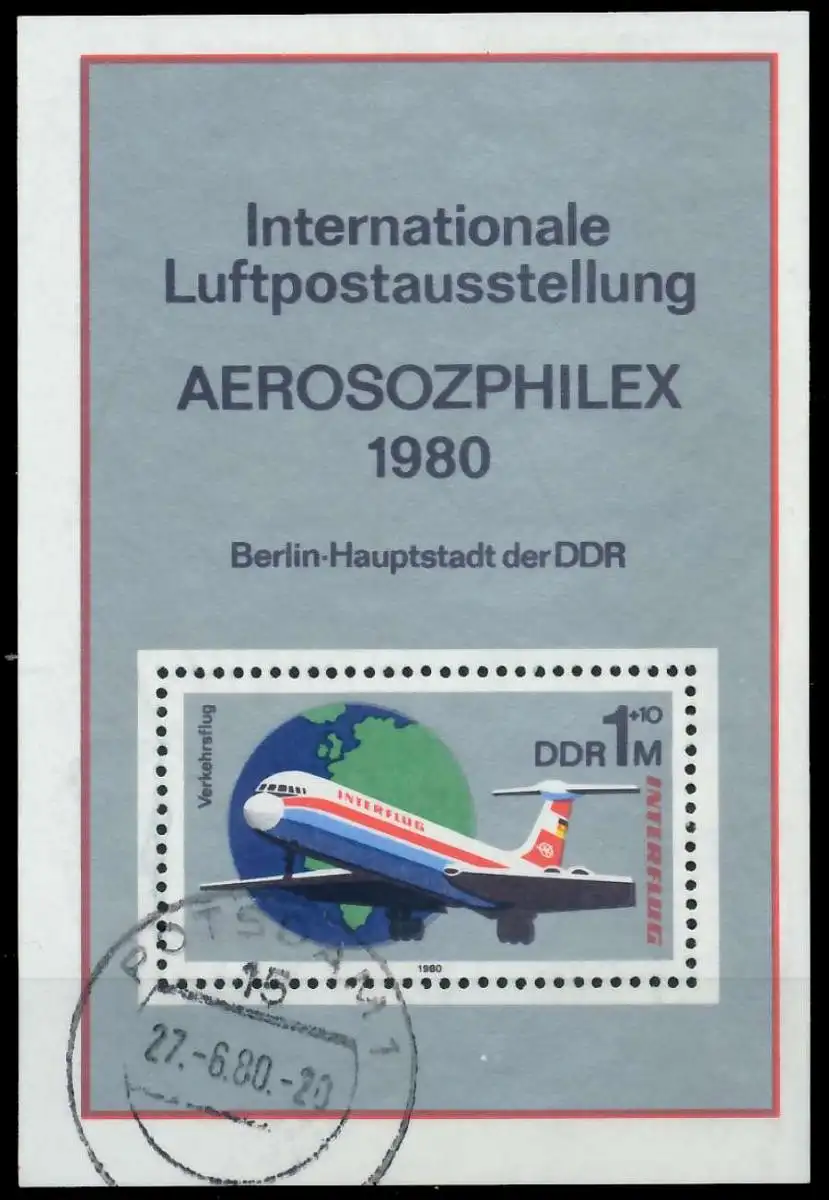 Internationale
Luftpostausstellung
AEROSOZPHILEX
1980
Berlin-Hauptstadt der DDR
Verkehrsflug
1+10
DDR M
INTERFLUG
INTERFLUG
1980
POTSDAM 1
15
27.-6.80.-20